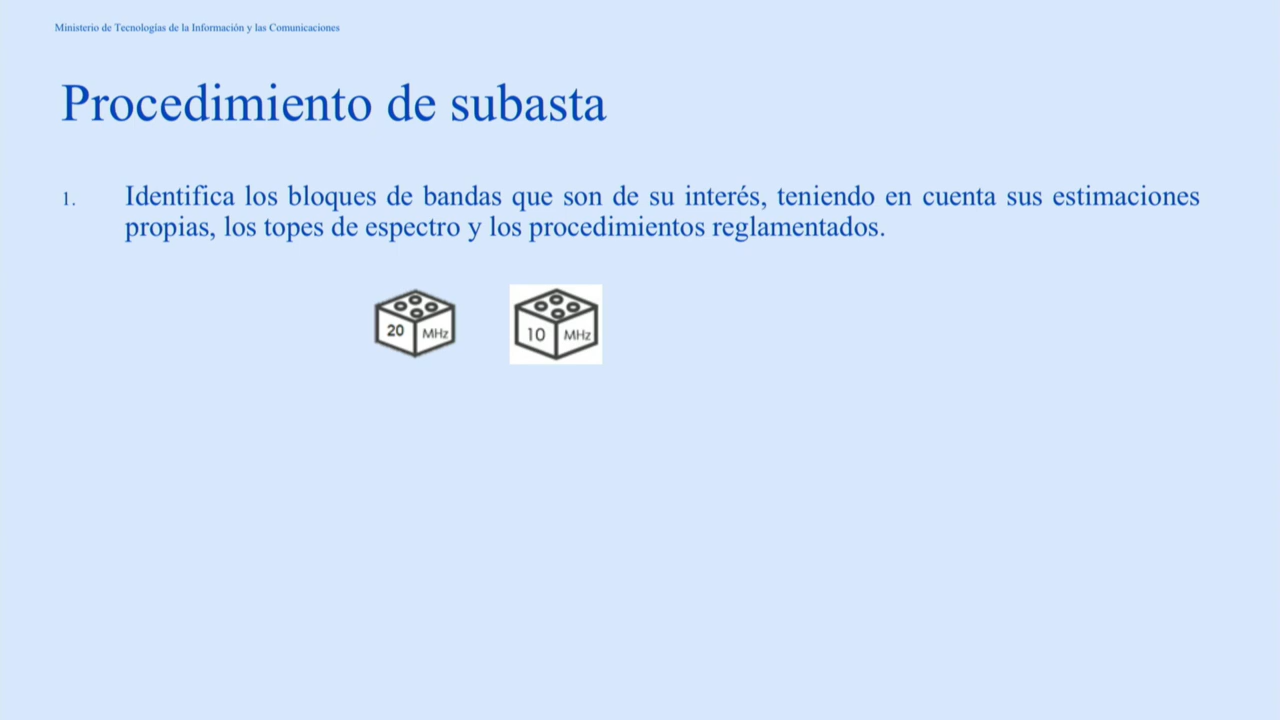 Ministerio de Tecnologías de la Información y las Comunicaciones
Procedimiento de subasta
1. Identifica los bloques de bandas que son de su interés, teniendo en cuenta sus estimaciones
propias, los topes de espectro y los procedimientos reglamentados.
20 MHz 10 MHz